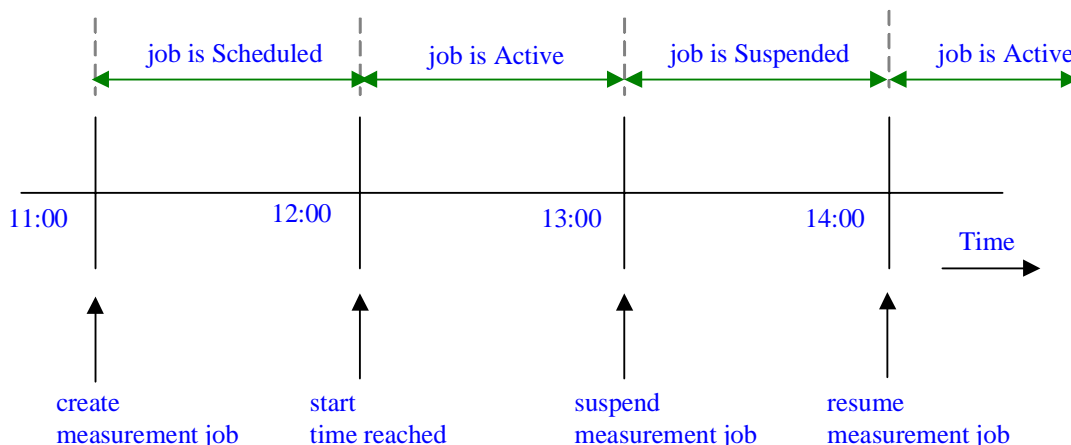 job is Scheduled
job is Active
job is Suspended
job is Active
11:00
12:00
13:00
14:00
Time
create
measurement job
start
time reached
suspend
measurement job
resume
measurement job